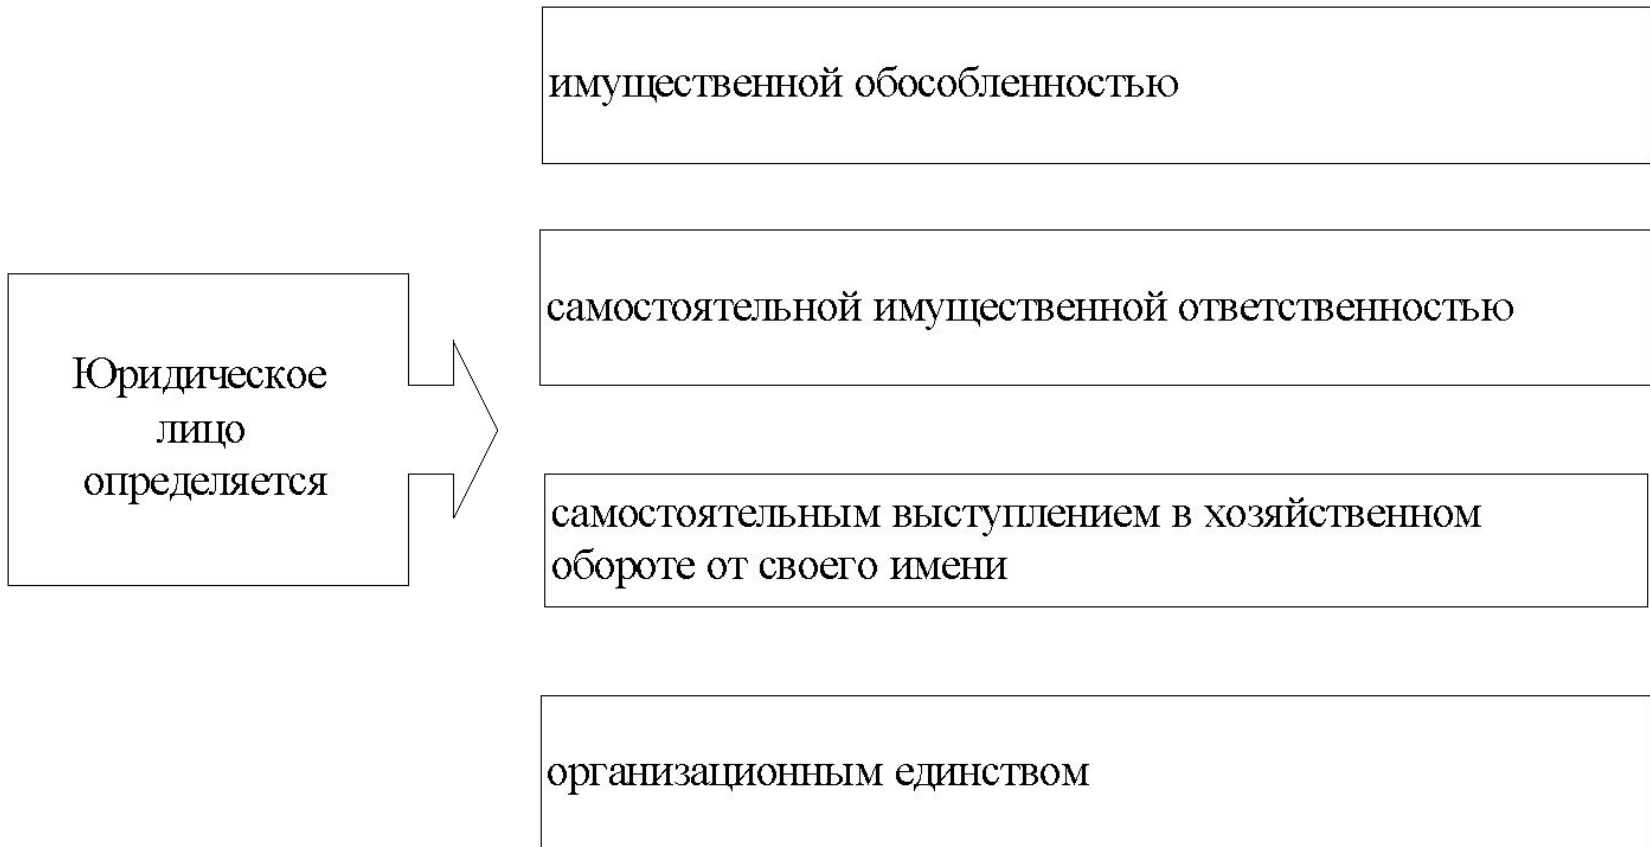 имущественной обособленностью
самостоятельной имущественной ответственностью
Юридическое
лицо
определяется
самостоятельным выступлением в хозяйственном
обороте от своего имени
организационным единством